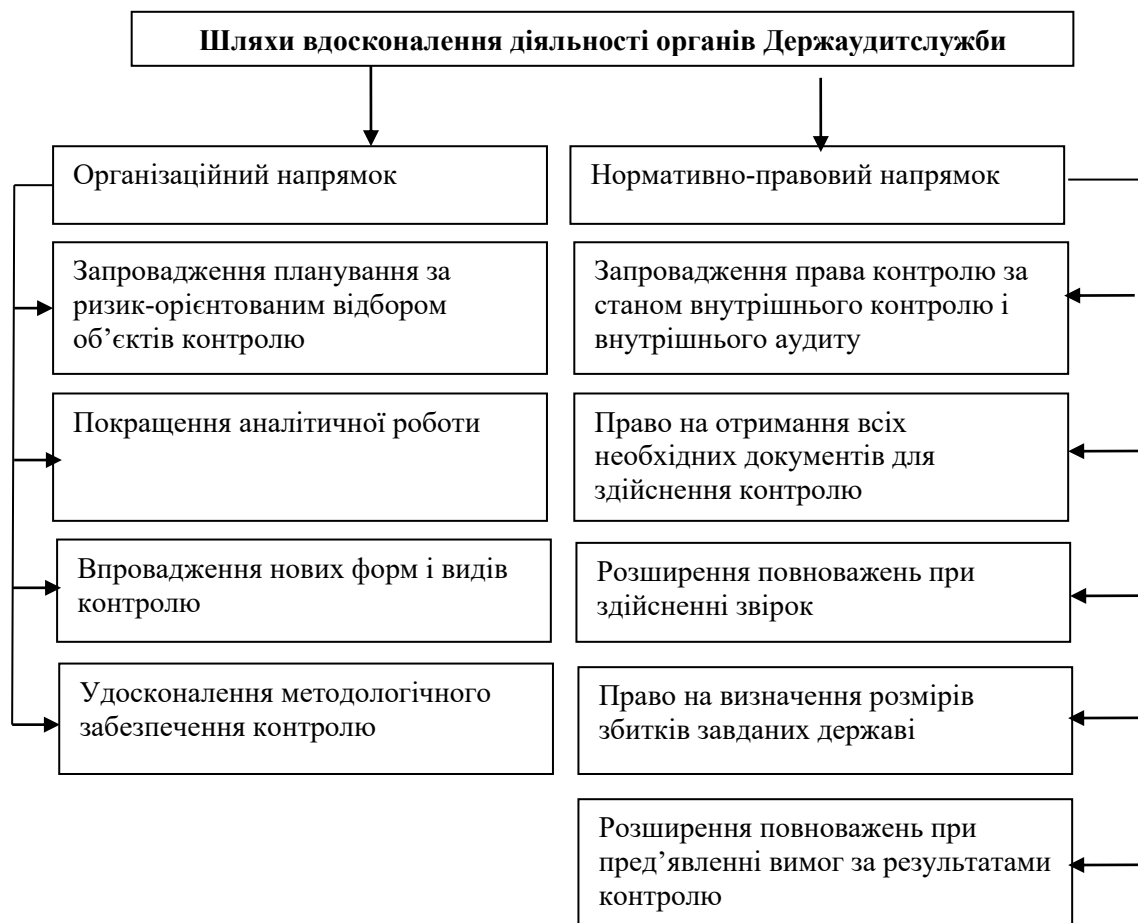 Шляхи вдосконалення діяльності органів Держаудитслужби
Організаційний напрямок
Нормативно-правовий напрямок
Запровадження планування за
ризик-орієнтованим відбором
об’єктів контролю
Запровадження права контролю за
станом внутрішнього контролю і
внутрішнього аудиту
Покращення аналітичної роботи
Право на отримання всіх
необхідних документів для
здійснення контролю
Впровадження нових форм і видів
контролю
Розширення повноважень при
здійсненні звірок
Удосконалення методологічного
забезпечення контролю
Право на визначення розмірів
збитків завданих державі
Розширення повноважень при
пред’явленні вимог за результатами
контролю